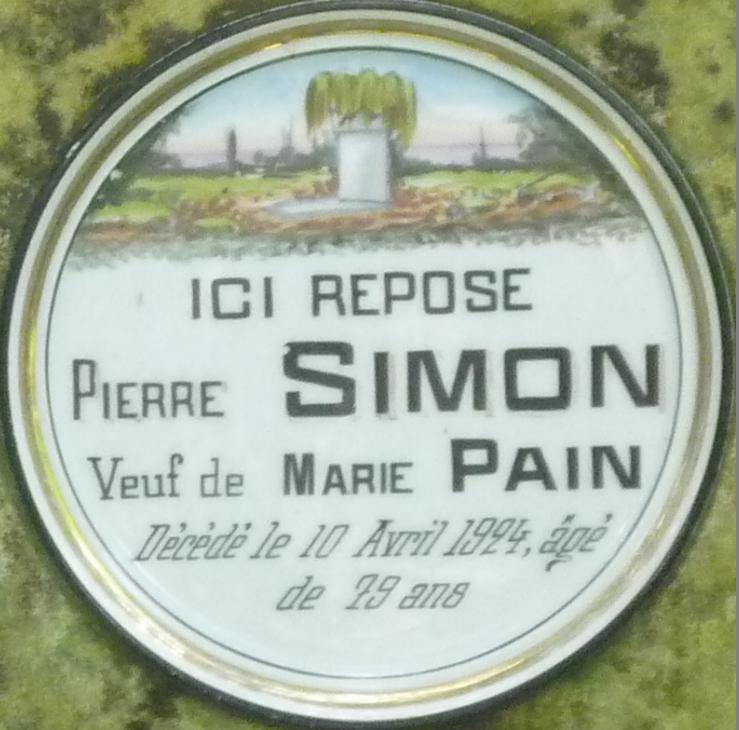 ICI REPOSE
PIERRE SIMON
Veuf de MARIE PAIN
Décédé le 10 Avril 1924, âgé
de 79 ans